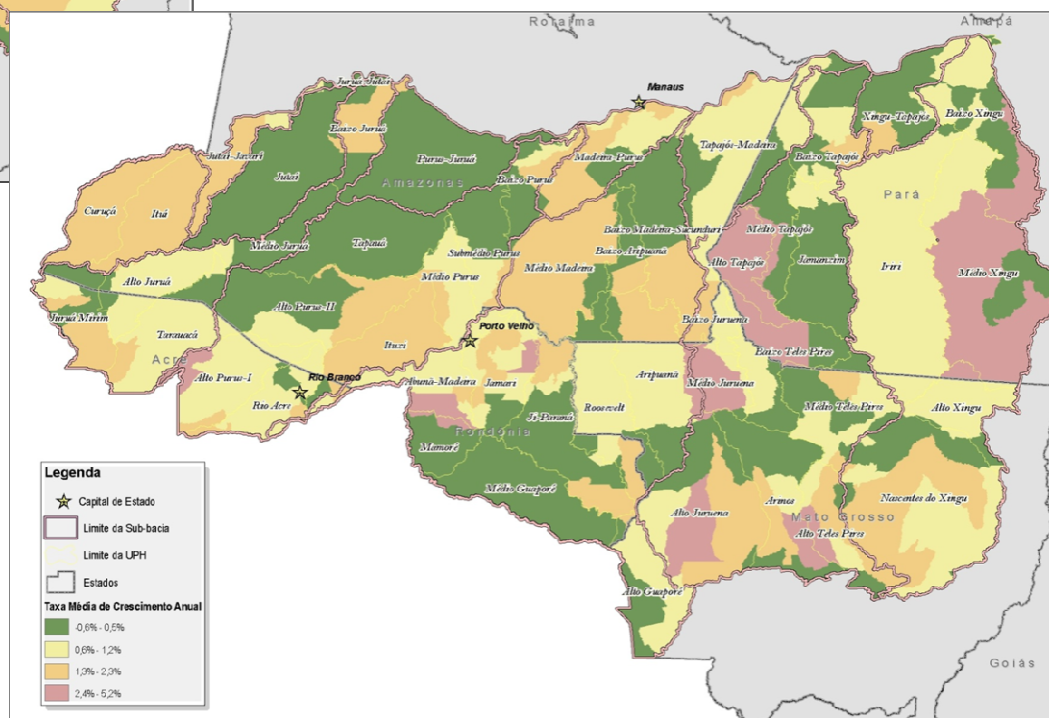 Roraima
Amapá
Manaus
Juruá-Jutaí
Baixo Juruá
Xingu-Tapajós
Baixo Xingu
Jutaí-Javari
Jutaí
Purus-Juruá
Amazonas
Baixo Purus
Madeira-Purus
Tapajós-Madeira
Baixo Tapajós
Pará
Curuçá
Ituí
Médio Juruá
Tapauá
Submédio Purus
Baixo Madeira-Sucunduri
Médio Tapajós
Baixo Aripuanã
Alto Tapajós
Jamanxim
Iriri
Médio Xingu
Alto Juruá
Médio Purus
Médio Madeira
Alto Purus-II
Juruá Mirim
Tarauacá
Porto Velho
Baixo Juruena
Ituxi
Baixo Teles Pires
Acre
Alto Purus-I
Rio Branco
Abunã-Madeira
Jamari
Aripuanã
Médio Juruena
Rio Acre
Ji-Paraná
Roosevelt
Médio Teles Pires
Alto Xingu
Rondônia
Mamoré
Médio Guaporé
Arinos
Nascentes do Xingu
Alto Juruena
Mato Grosso
Alto Teles Pires
Alto Guaporé
Goiás
Legenda
Capital de Estado
Limite da Sub-bacia
Limite da UPH
Estados
Taxa Média de Crescimento Anual
-0,6% - 0,5%
0,6% - 1,2%
1,3% - 2,3%
2,4% - 5,2%